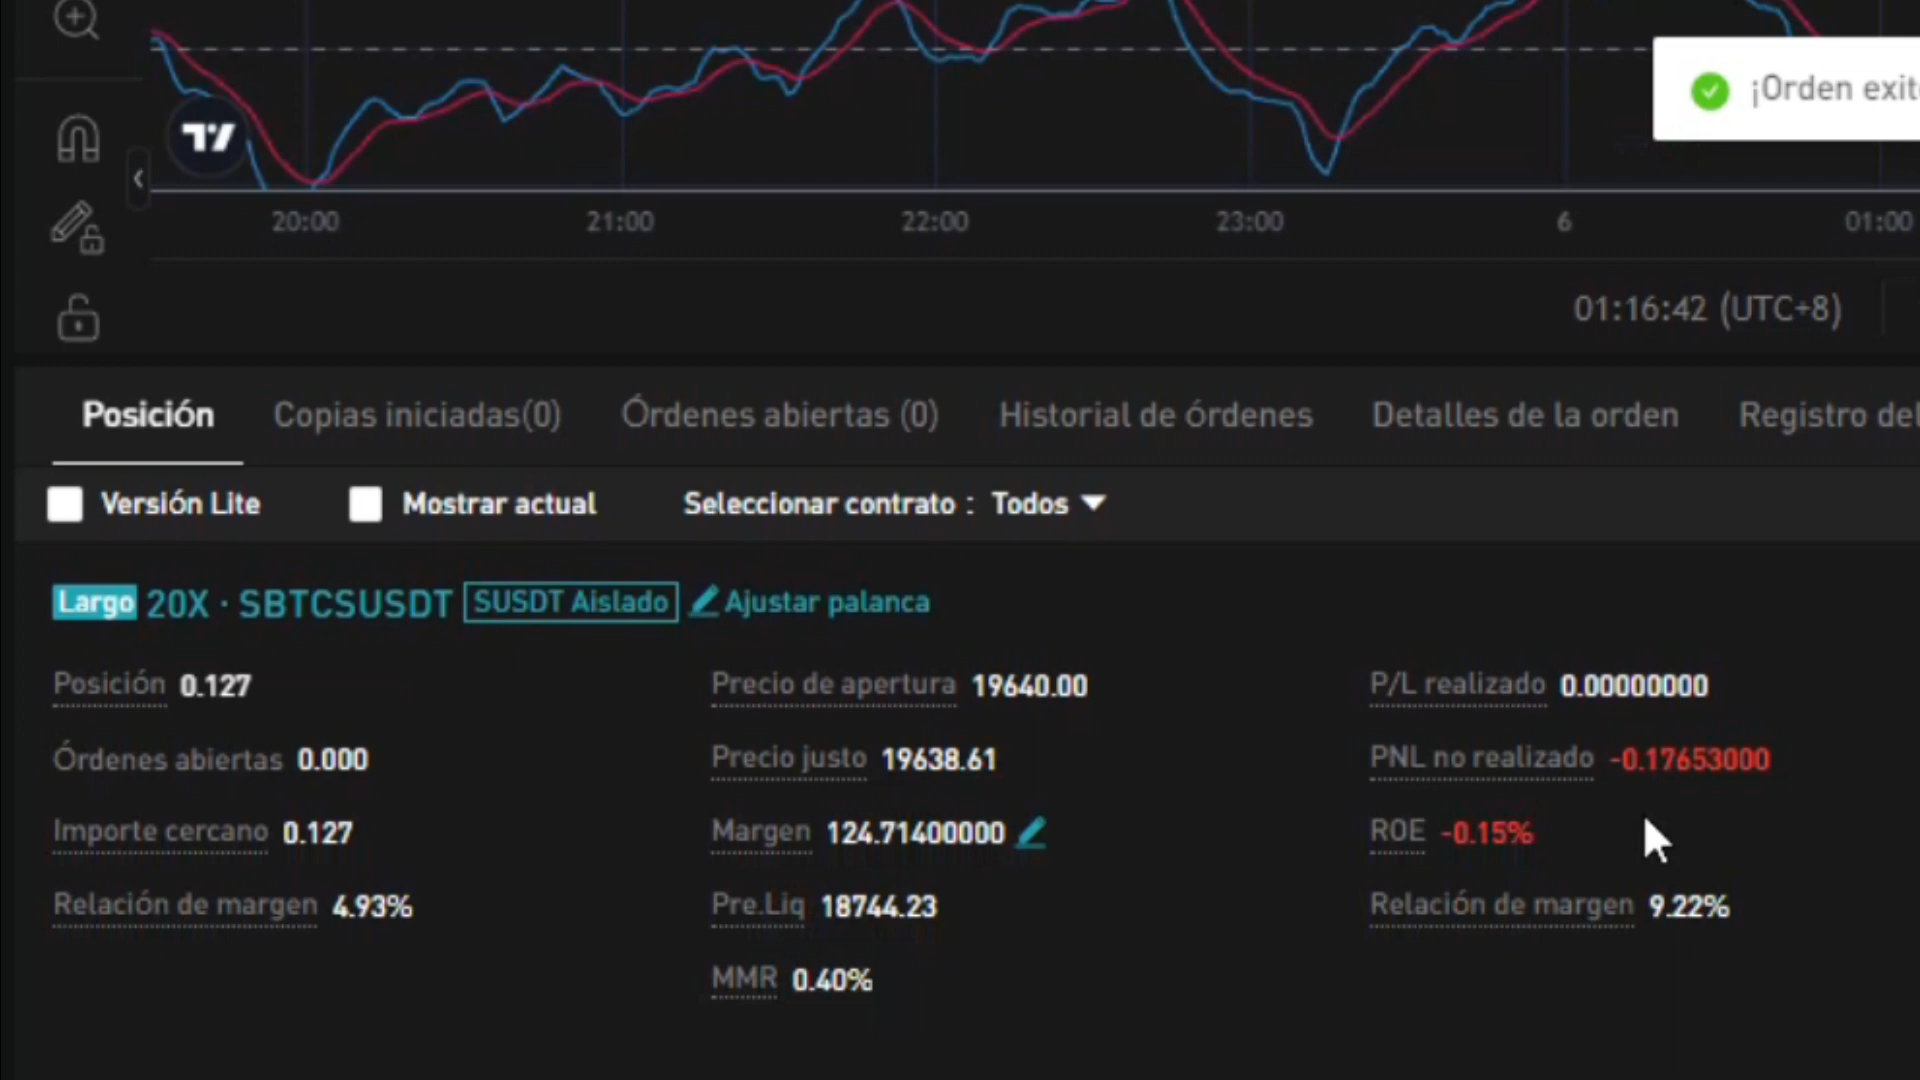 ¡Orden exit
20:00 21:00 22:00 23:00 6 01:00
01:16:42 (UTC+8)
Posición Copias iniciadas(0) Órdenes abiertas (0) Historial de órdenes Detalles de la orden Registro del
Versión Lite Mostrar actual Seleccionar contrato : Todos
Largo 20X · SBTCSUSDT SUSDT Aislado Ajustar palanca
Posición 0.127 Precio de apertura 19640.00 P/L realizado 0.00000000
Órdenes abiertas 0.000 Precio justo 19638.61 PNL no realizado -0.17653000
Importe cercano 0.127 Margen 124.71400000 ROE -0.15%
Relación de margen 4.93% Pre.Liq 18744.23 Relación de margen 9.22%
MMR 0.40%